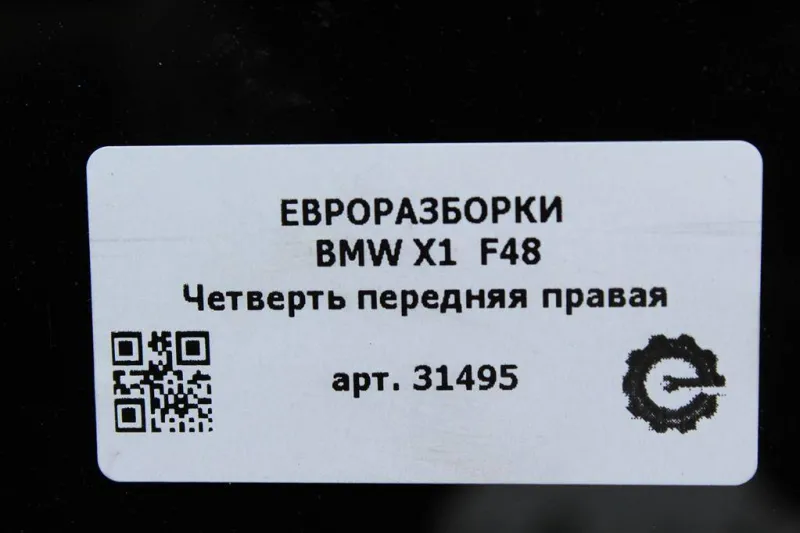 ЕВРОРАЗБОРКИ
BMW X1 F48
Четверть передняя правая
арт. 31495